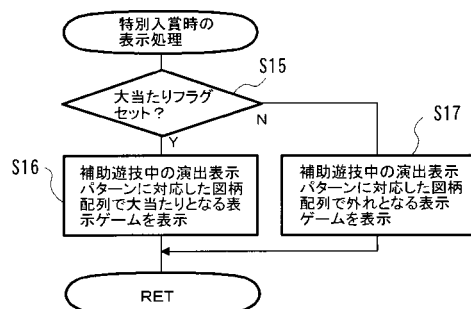 特別入賞時の
表示処理
S15
大当たりフラグ
セット?
N
S17
Y
S16
補助遊技中の演出表示
パターンに対応した図柄
配列で大当たりとなる表
示ゲームを表示
補助遊技中の演出表示
パターンに対応した図柄
配列で外れとなる表示
ゲームを表示
RET